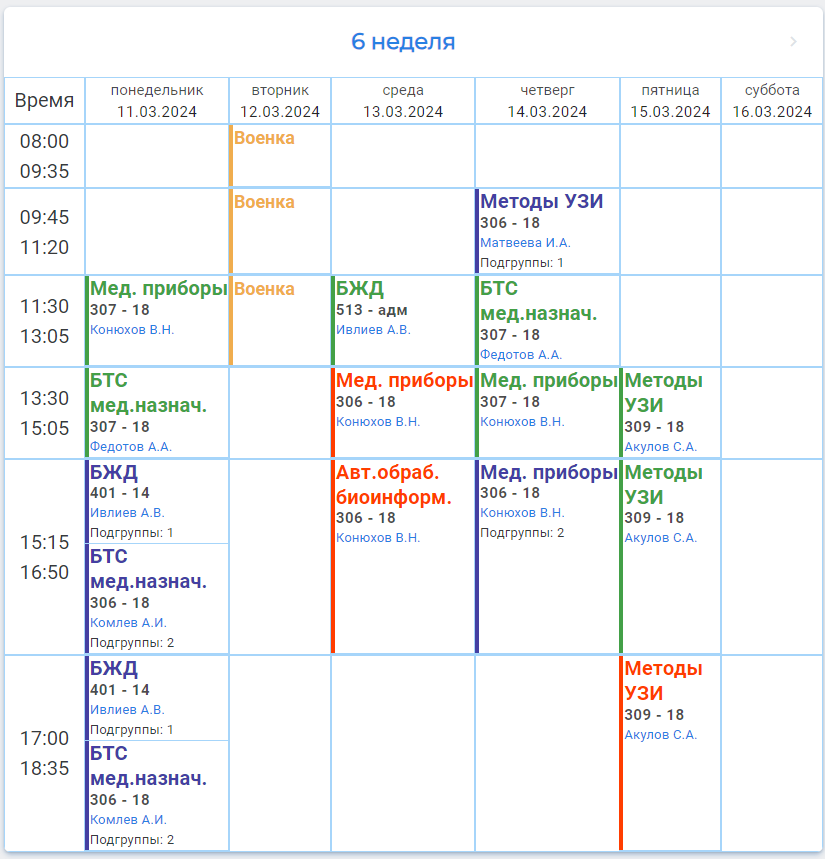 6 неделя
Время
понедельник
11.03.2024
вторник
12.03.2024
среда
13.03.2024
четверг
14.03.2024
пятница
15.03.2024
суббота
16.03.2024
08:00
09:35
Военка
09:45
11:20
Военка
Методы УЗИ
306 - 18
Матвеева И.А.
Подгруппы: 1
11:30
13:05
Мед. приборы
307 - 18
Конюхов В.Н.
Военка
БЖД
513 - адм
Ивлиев А.В.
БТС
мед.назнач.
307 - 18
Федотов А.А.
13:30
15:05
БТС
мед.назнач.
307 - 18
Федотов А.А.
Мед. приборы
306 - 18
Конюхов В.Н.
Мед. приборы
307 - 18
Конюхов В.Н.
Методы
УЗИ
309 - 18
Акулов С.А.
15:15
16:50
БЖД
401 - 14
Ивлиев А.В.
Подгруппы: 1
БТС
мед.назнач.
306 - 18
Комлев А.И.
Подгруппы: 2
Авт.обраб.
биоинформ.
306 - 18
Конюхов В.Н.
Мед. приборы
306 - 18
Конюхов В.Н.
Подгруппы: 2
Методы
УЗИ
309 - 18
Акулов С.А.
17:00
18:35
БЖД
401 - 14
Ивлиев А.В.
Подгруппы: 1
БТС
мед.назнач.
306 - 18
Комлев А.И.
Подгруппы: 2
Методы
УЗИ
309 - 18
Акулов С.А.